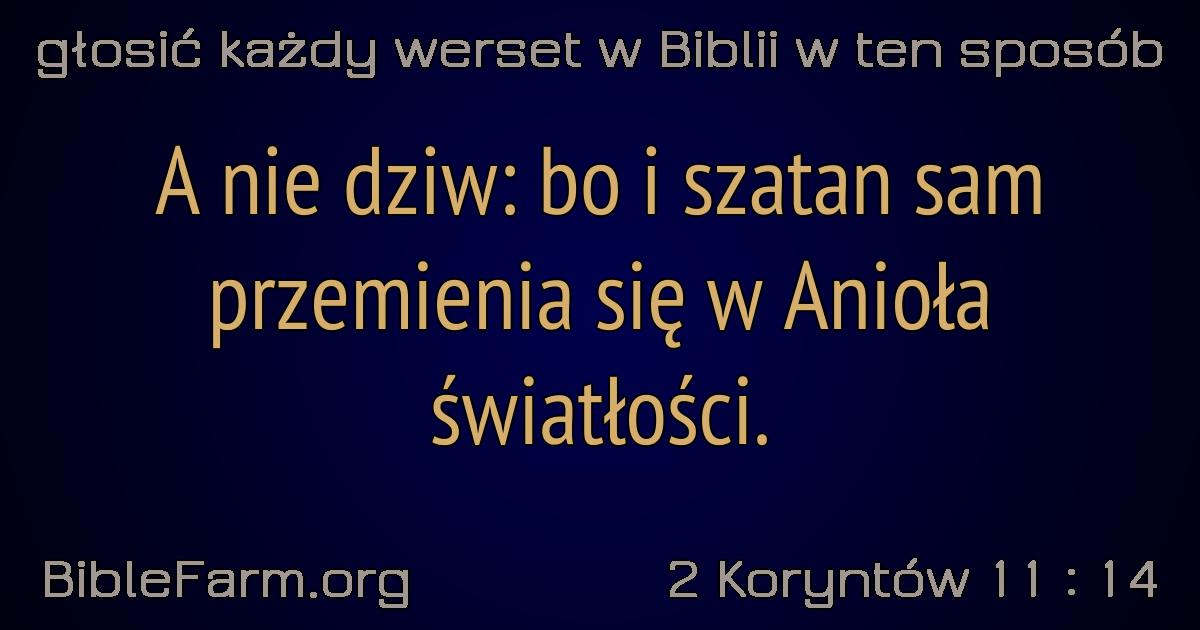 głosić każdy werset w Biblii w ten sposób
A nie dziw: bo i szatan sam
przemienia się w Anioła
światłości.
BibleFarm.org
2 Koryntów 11 : 14